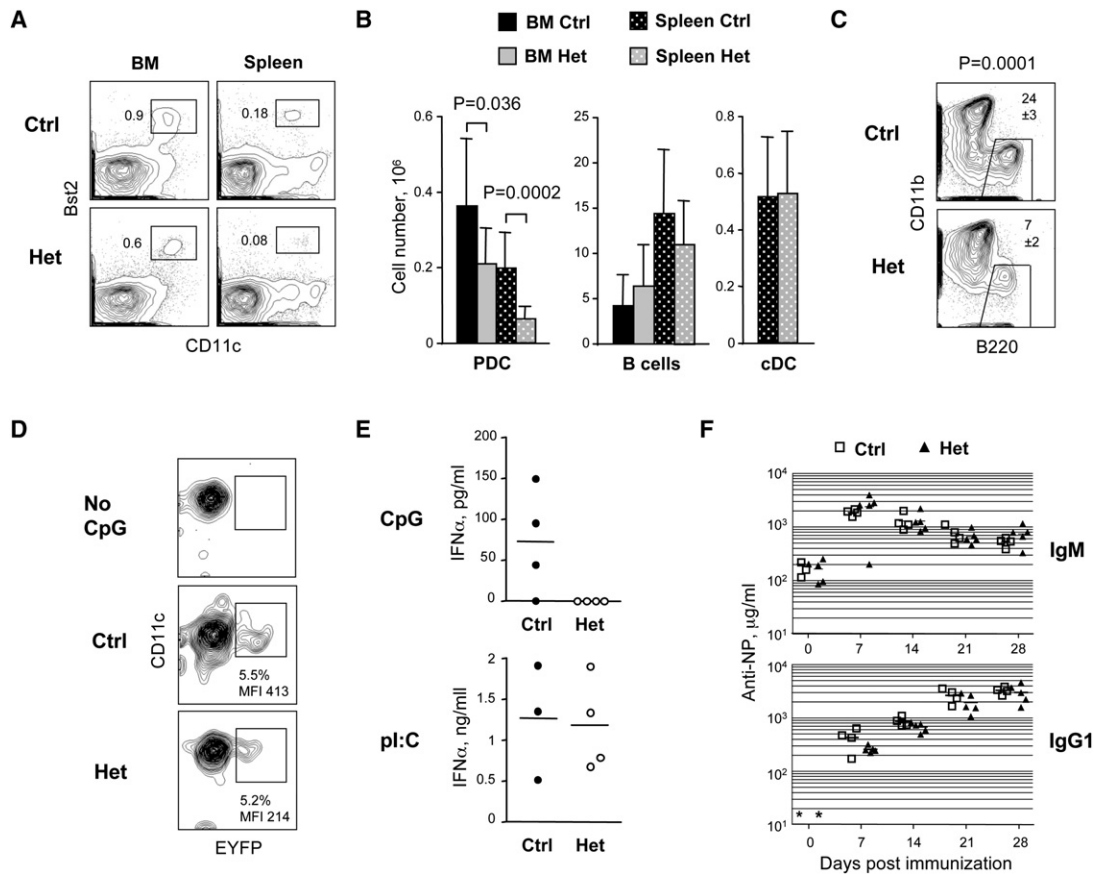 A
BM
Spleen
Ctrl
0.9
0.18
Het
0.6
0.08
Bst2
CD11c
B
BM Ctrl
Spleen Ctrl
BM Het
Spleen Het
P=0.036
P=0.0002
Cell number, 10⁶
0.6
0.4
0.2
0
PDC
25
20
15
10
5
0
B cells
0.8
0.6
0.4
0.2
0
cDC
C
P=0.0001
Ctrl
24
±3
Het
7
±2
CD11b
B220
D
No
CpG
Ctrl
5.5%
MFI 413
Het
5.2%
MFI 214
CD11c
EYFP
E
CpG
IFNα, pg/ml
200
150
100
50
0
Ctrl
Het
pI:C
IFNα, ng/mll
2
1.5
1
0.5
0
Ctrl
Het
F
Ctrl
Het
10⁴
10³
10²
10¹
IgM
Anti-NP, μg/ml
10⁴
10³
10²
10¹
IgG1
* *
0 7 14 21 28
Days post immunization